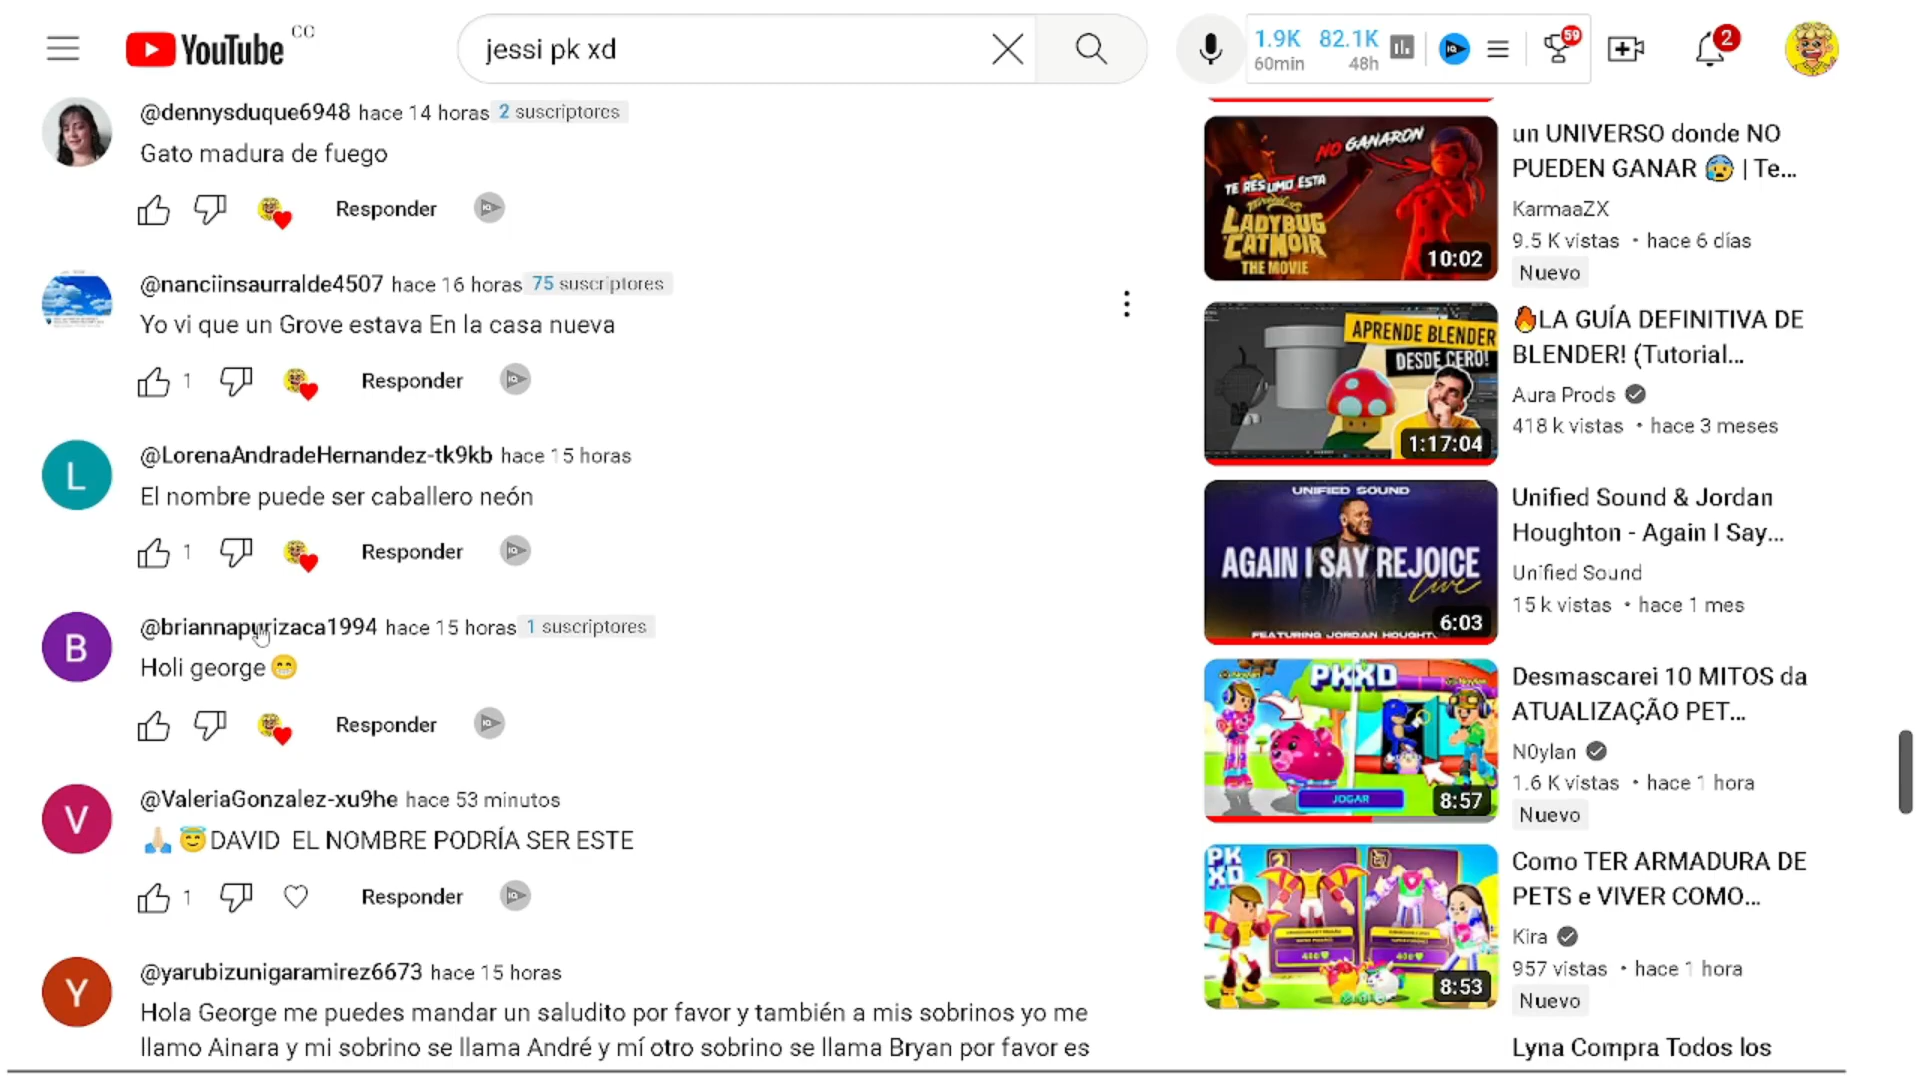 YouTube CC
jessi pk xd
1.9K 82.1K
60min 48h
59
2
@dennysduque6948 hace 14 horas 2 suscriptores
Gato madura de fuego
Responder
@nanciinsaurralde4507 hace 16 horas 75 suscriptores
Yo vi que un Grove estava En la casa nueva
1 Responder
@LorenaAndradeHernandez-tk9kb hace 15 horas
L
El nombre puede ser caballero neón
1 Responder
@briannapurizaca1994 hace 15 horas 1 suscriptores
B
Holi george😁
Responder
@ValeriaGonzalez-xu9he hace 53 minutos
V
🙏🏻😇DAVID EL NOMBRE PODRÍA SER ESTE
1 Responder
@yarubizunigaramirez6673 hace 15 horas
Y
Hola George me puedes mandar un saludito por favor y también a mis sobrinos yo me
llamo Ainara y mi sobrino se llama André y mí otro sobrino se llama Bryan por favor es
NO GANARON
TE RESUMO ESTA
LADYBUG
CATNOIR
THE MOVIE
10:02
un UNIVERSO donde NO
PUEDEN GANAR 😰 | Te...
KarmaaZX
9.5 K vistas • hace 6 días
Nuevo
APRENDE BLENDER
DESDE CERO!
1:17:04
🔥LA GUÍA DEFINITIVA DE
BLENDER! (Tutorial...
Aura Prods
418 k vistas • hace 3 meses
UNIFIED SOUND
AGAIN I SAY REJOICE
Live
6:03
FEATURING JORDAN HOUGHT
Unified Sound & Jordan
Houghton - Again I Say...
Unified Sound
15 k vistas • hace 1 mes
PKXD
JOGAR
8:57
Desmascarei 10 MITOS da
ATUALIZAÇÃO PET...
N0ylan
1.6 K vistas • hace 1 hora
Nuevo
PK
XD
2
400
400
8:53
Como TER ARMADURA DE
PETS e VIVER COMO...
Kira
957 vistas • hace 1 hora
Nuevo
Lyna Compra Todos los